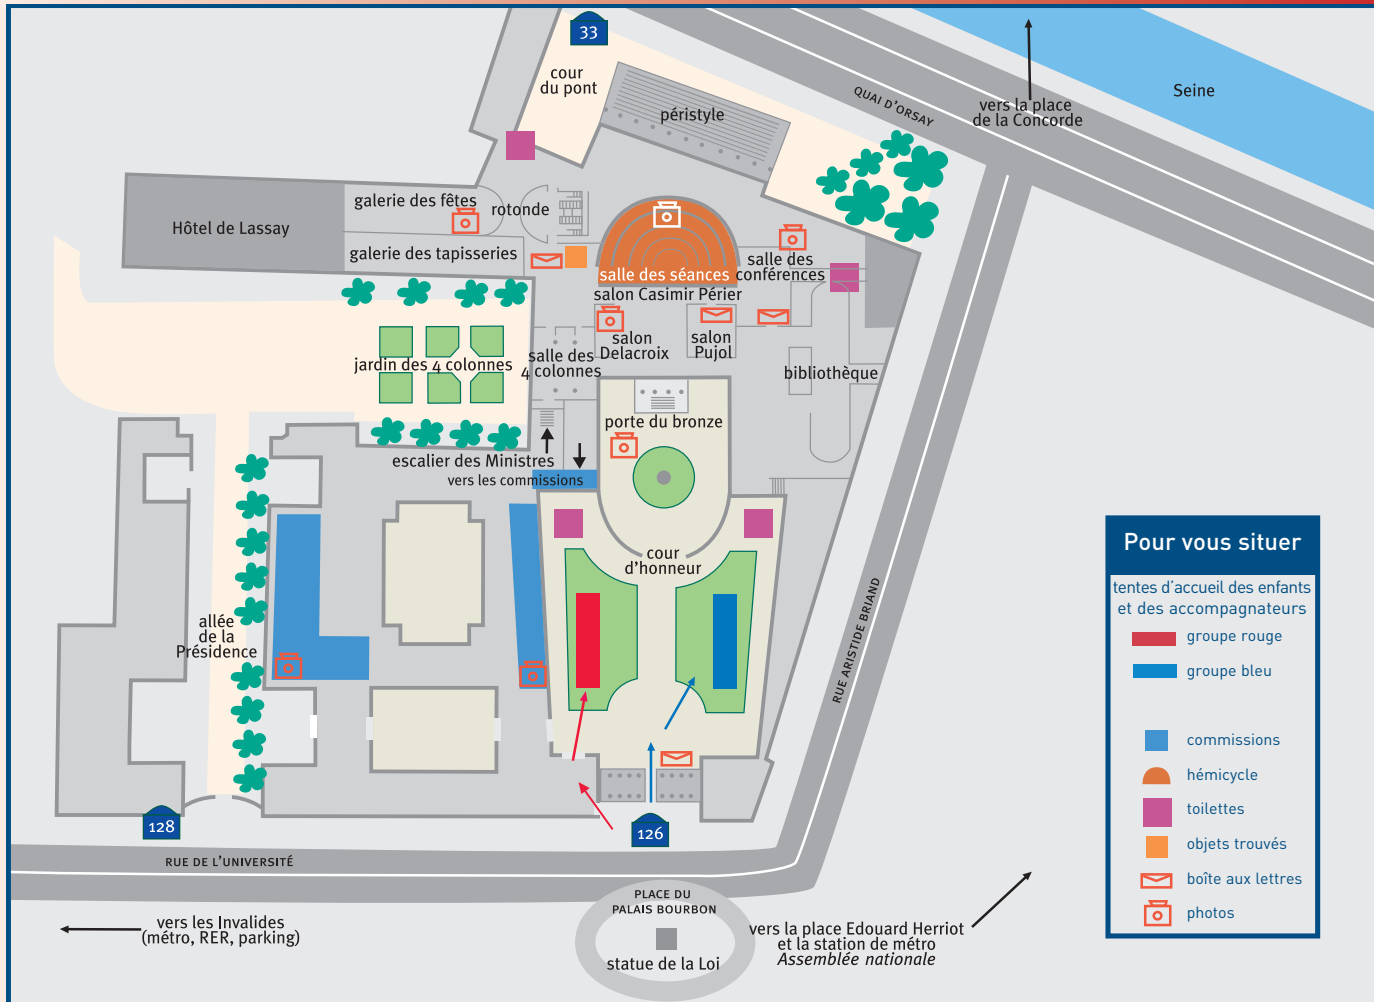 33
cour
du pont
péristyle
QUAI D'ORSAY
vers la place
de la Concorde
Seine
Hôtel de Lassay
galerie des fêtes
rotonde
galerie des tapisseries
salle des séances
salle des
conférences
salon Casimir Périer
salon
Delacroix
salon
Pujol
jardin des 4 colonnes
salle des
4 colonnes
bibliothèque
porte du bronze
escalier des Ministres
vers les commissions
cour
d'honneur
allée
de la
Présidence
RUE ARISTIDE BRIAND
128
126
RUE DE L'UNIVERSITÉ
PLACE DU
PALAIS BOURBON
statue de la Loi
vers les Invalides
(métro, RER, parking)
vers la place Edouard Herriot
et la station de métro
Assemblée nationale
Pour vous situer
tentes d'accueil des enfants
et des accompagnateurs
groupe rouge
groupe bleu
commissions
hémicycle
toilettes
objets trouvés
boîte aux lettres
photos